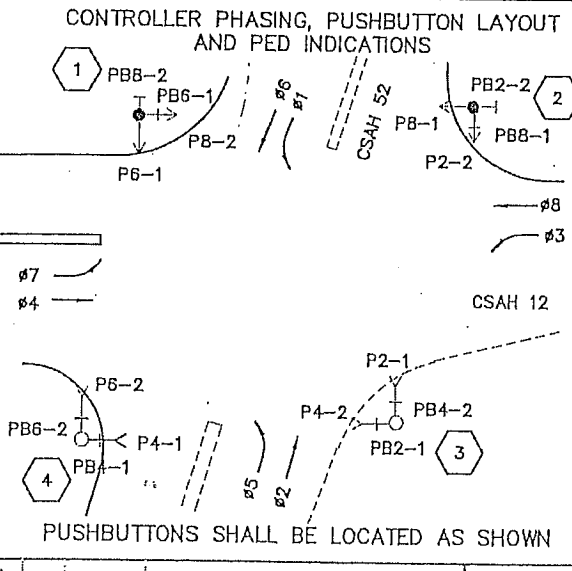 CONTROLLER PHASING, PUSHBUTTON LAYOUT
AND PED INDICATIONS
1
PB8-2
PB6-1
P8-2
P6-1
ø6
ø1
CSAH 52
PB2-2
2
P8-1
PB8-1
P2-2
ø8
ø3
ø7
ø4
CSAH 12
P6-2
PB6-2
P4-1
PB4-1
4
ø5
ø2
P2-1
P4-2
PB4-2
PB2-1
3
PUSHBUTTONS SHALL BE LOCATED AS SHOWN